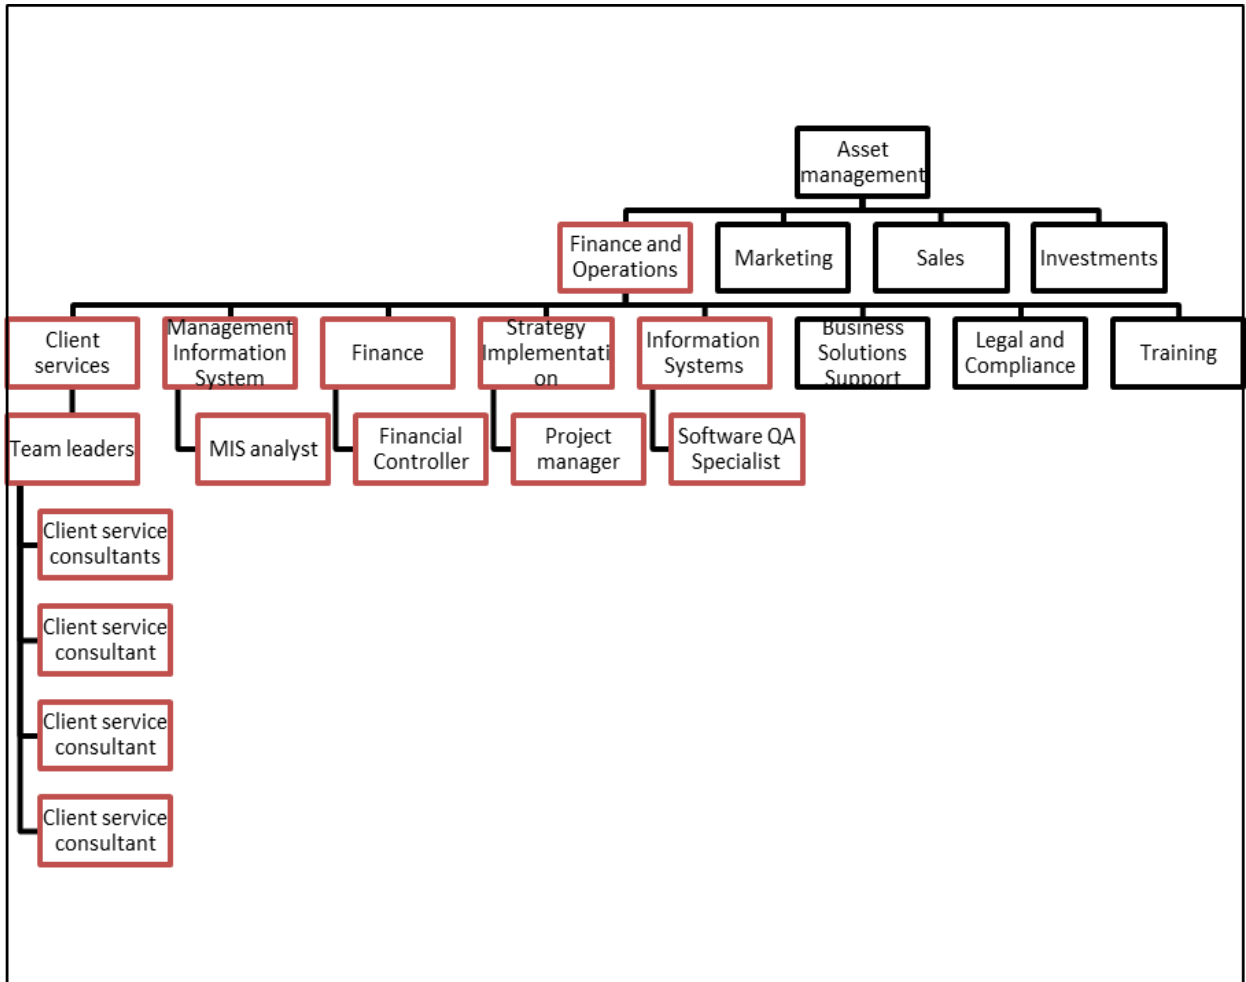 Asset
management
Finance and
Operations
Marketing
Sales
Investments
Client
services
Management
Information
System
Finance
Strategy
Implementati
on
Information
Systems
Business
Solutions
Support
Legal and
Compliance
Training
Team leaders
MIS analyst
Financial
Controller
Project
manager
Software QA
Specialist
Client service
consultants
Client service
consultant
Client service
consultant
Client service
consultant